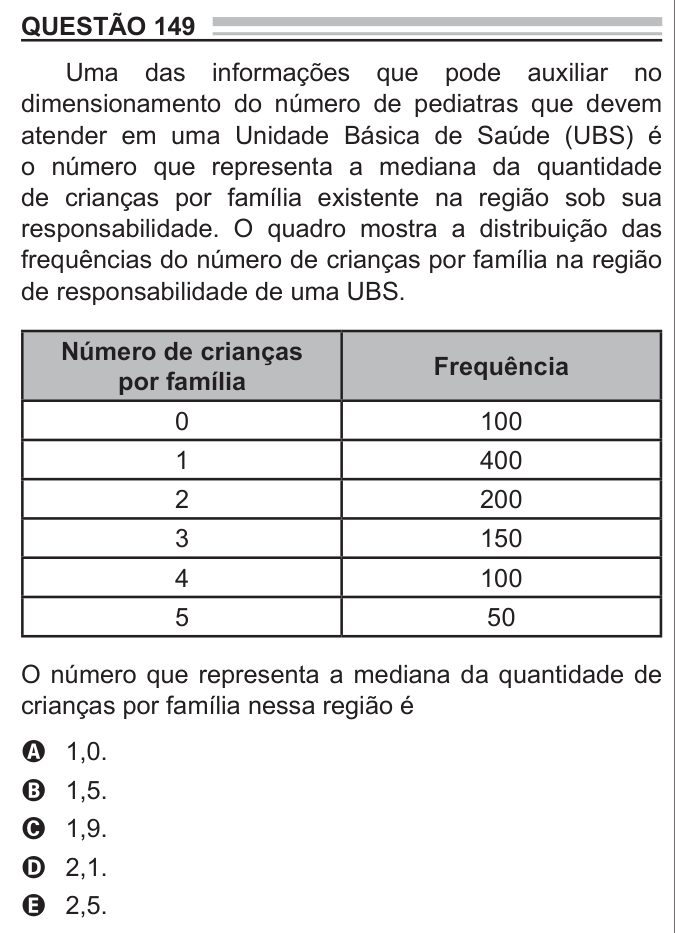 QUESTÃO 149
Uma das informações que pode auxiliar no
dimensionamento do número de pediatras que devem
atender em uma Unidade Básica de Saúde (UBS) é
o número que representa a mediana da quantidade
de crianças por família existente na região sob sua
responsabilidade. O quadro mostra a distribuição das
frequências do número de crianças por família na região
de responsabilidade de uma UBS.
Número de crianças
por família
Frequência
0 100
1 400
2 200
3 150
4 100
5 50
O número que representa a mediana da quantidade de
crianças por família nessa região é
A 1,0.
B 1,5.
C 1,9.
D 2,1.
E 2,5.